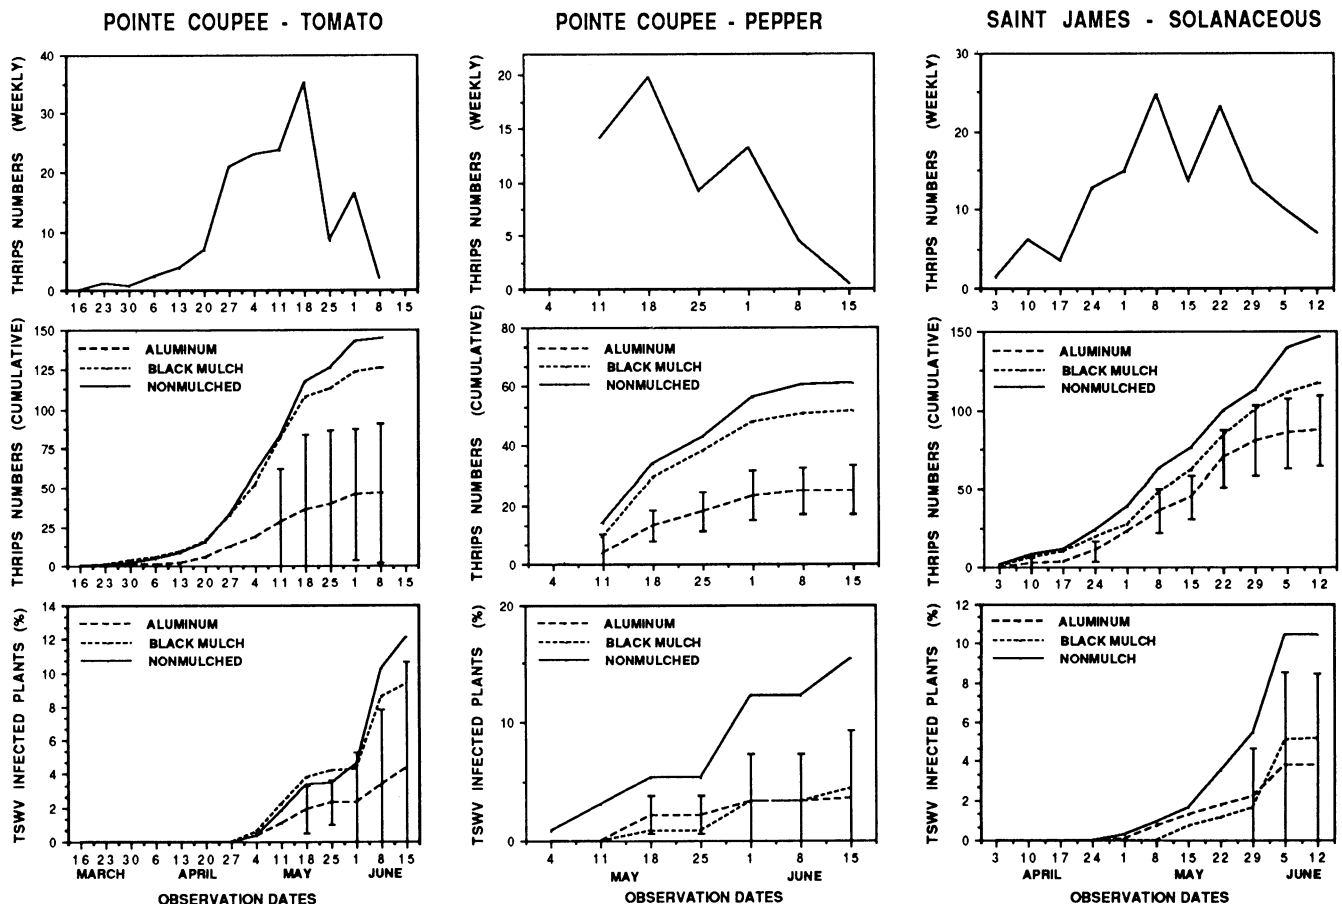 POINTE COUPEE - TOMATO
POINTE COUPEE - PEPPER
SAINT JAMES - SOLANACEOUS
THRIPS NUMBERS (WEEKLY)
40
30
20
10
0
16 23 30 6 13 20 27 4 11 18 25 1 8 15
THRIPS NUMBERS (WEEKLY)
20
15
10
5
0
4 11 18 25 1 8 15
THRIPS NUMBERS (WEEKLY)
30
20
10
0
3 10 17 24 1 8 15 22 29 5 12
THRIPS NUMBERS (CUMULATIVE)
150
125
100
75
50
25
0
ALUMINUM
BLACK MULCH
NONMULCHED
16 23 30 6 13 20 27 4 11 18 25 1 8 15
THRIPS NUMBERS (CUMULATIVE)
80
60
40
20
0
ALUMINUM
BLACK MULCH
NONMULCHED
4 11 18 25 1 8 15
THRIPS NUMBERS (CUMULATIVE)
150
100
50
0
ALUMINUM
BLACK MULCH
NONMULCHED
3 10 17 24 1 8 15 22 29 5 12
TSWV INFECTED PLANTS (%)
14
12
10
8
6
4
2
0
ALUMINUM
BLACK MULCH
NONMULCHED
16 23 30 6 13 20 27 4 11 18 25 1 8 15
MARCH APRIL MAY JUNE
OBSERVATION DATES
TSWV INFECTED PLANTS (%)
20
10
0
ALUMINUM
BLACK MULCH
NONMULCHED
4 11 18 25 1 8 15
MAY JUNE
OBSERVATION DATES
TSWV INFECTED PLANTS (%)
12
10
8
6
4
2
0
ALUMINUM
BLACK MULCH
NONMULCH
3 10 17 24 1 8 15 22 29 5 12
APRIL MAY JUNE
OBSERVATION DATES